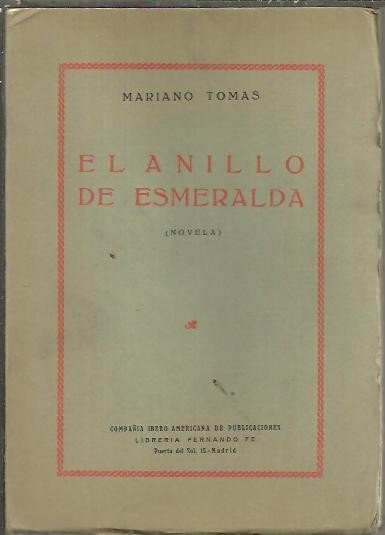 MARIANO TOMAS
EL ANILLO
DE ESMERALDA
(NOVELA)
COMPAÑIA IBERO-AMERICANA DE PUBLICACIONES
LIBRERIA FERNANDO FE
Puerta del Sol, 15.-Madrid